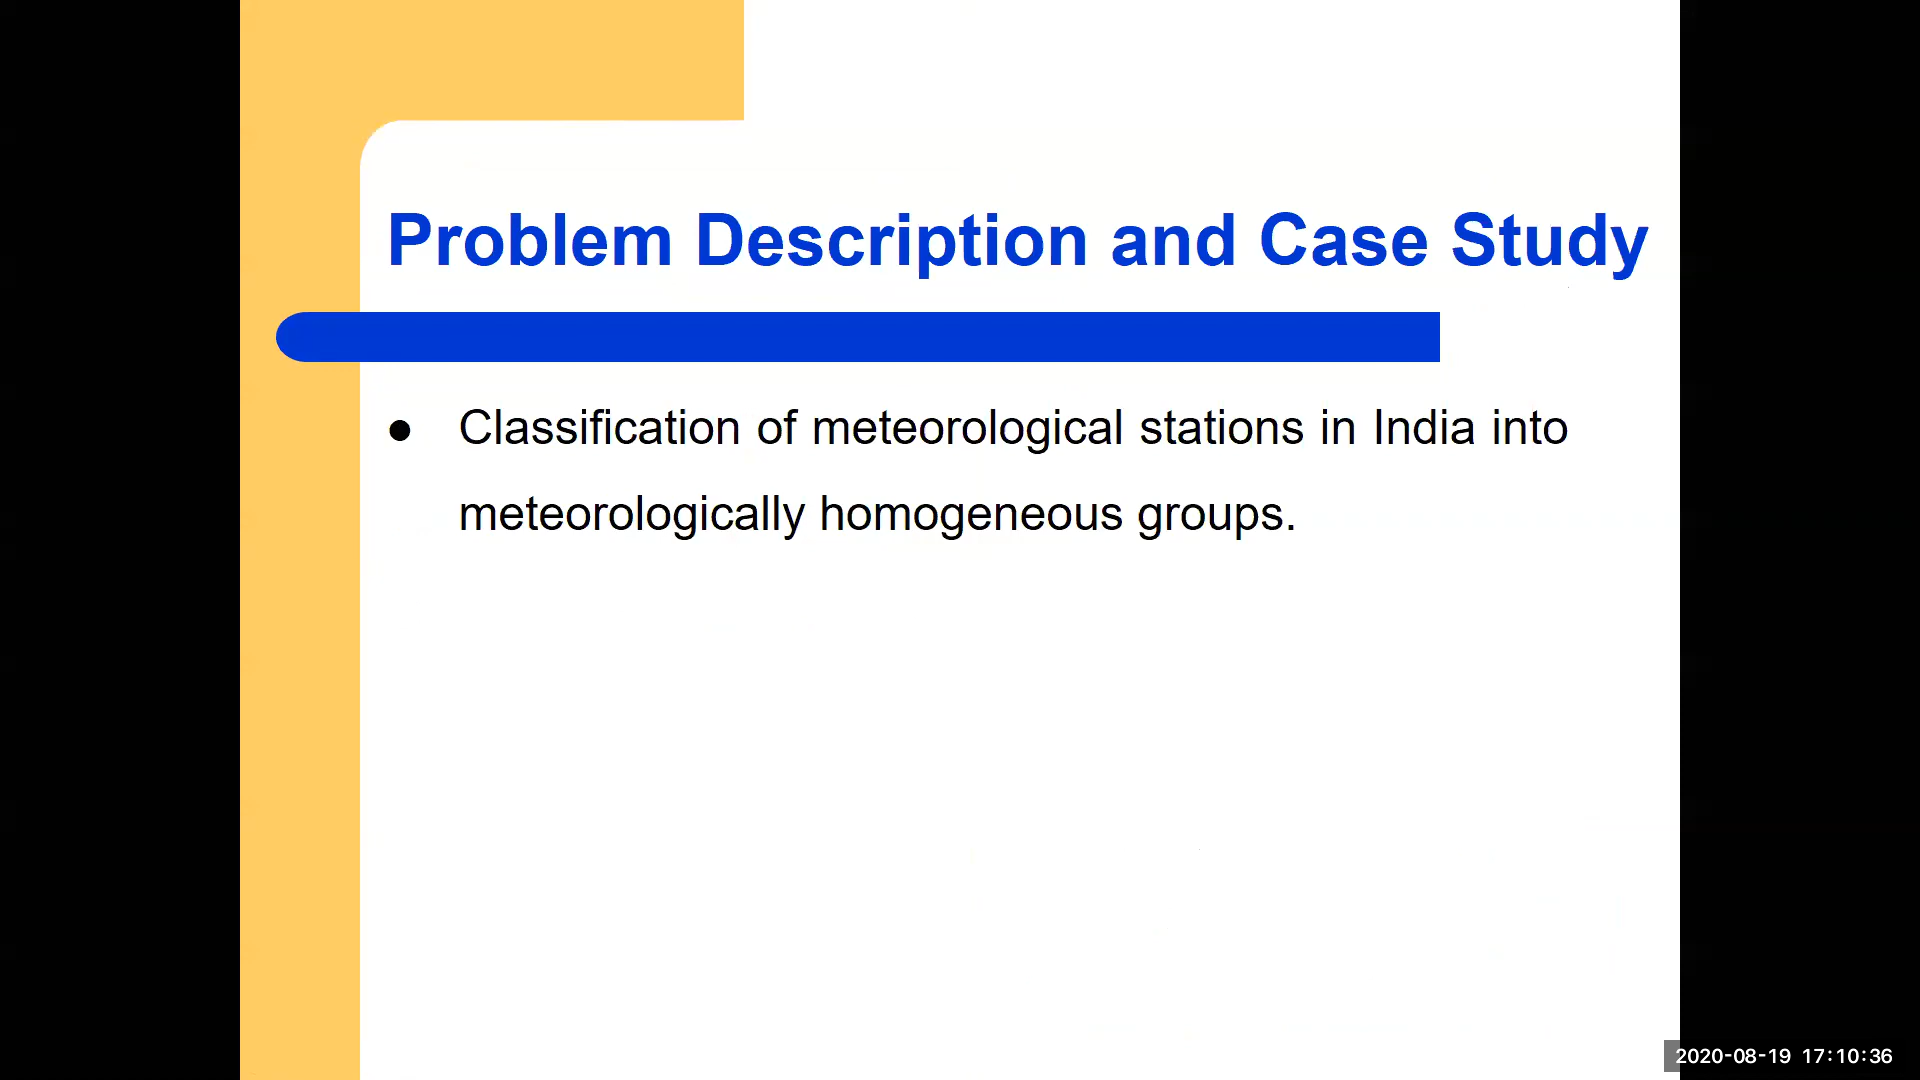 Problem Description and Case Study
● Classification of meteorological stations in India into
meteorologically homogeneous groups.
2020-08-19 17:10:36